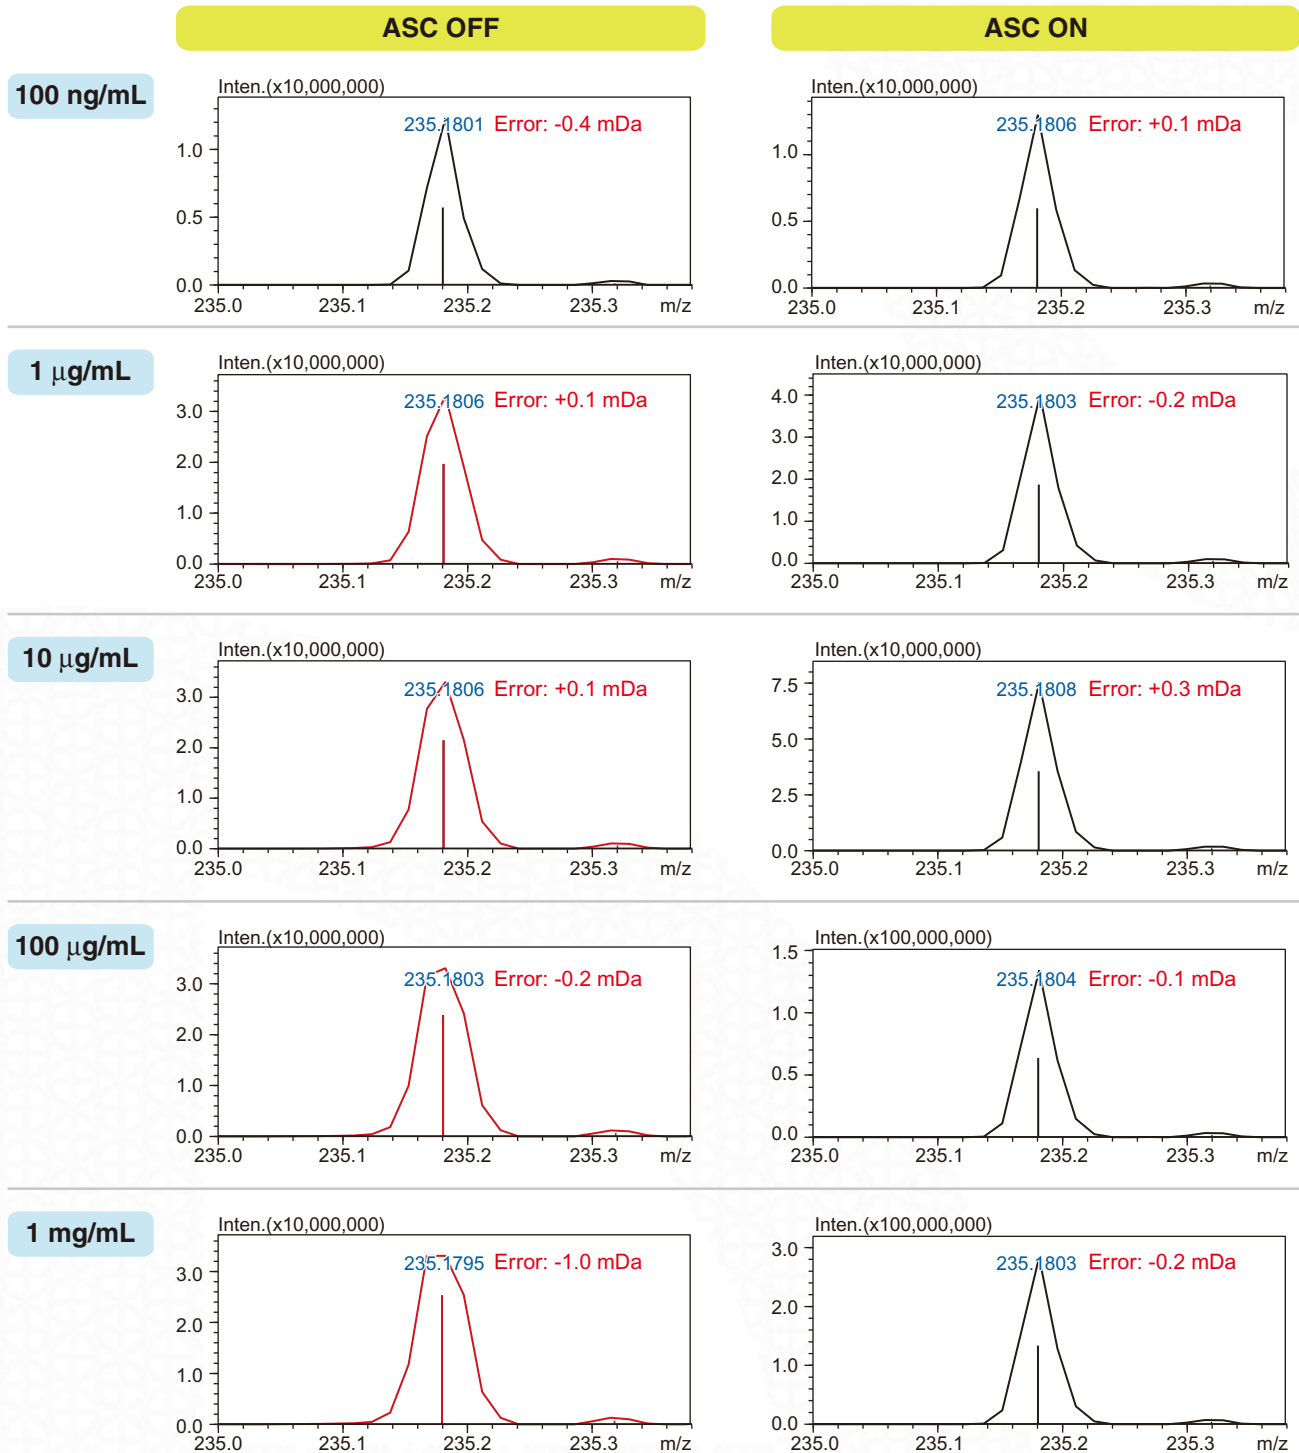 ASC OFF
ASC ON
100 ng/mL
Inten.(x10,000,000)
235.1801 Error: -0.4 mDa
1.0
0.5
0.0
235.0 235.1 235.2 235.3 m/z
Inten.(x10,000,000)
235.1806 Error: +0.1 mDa
1.0
0.5
0.0
235.0 235.1 235.2 235.3 m/z
1 μg/mL
Inten.(x10,000,000)
235.1806 Error: +0.1 mDa
3.0
2.0
1.0
0.0
235.0 235.1 235.2 235.3 m/z
Inten.(x10,000,000)
235.1803 Error: -0.2 mDa
4.0
3.0
2.0
1.0
0.0
235.0 235.1 235.2 235.3 m/z
10 μg/mL
Inten.(x10,000,000)
235.1806 Error: +0.1 mDa
3.0
2.0
1.0
0.0
235.0 235.1 235.2 235.3 m/z
Inten.(x10,000,000)
235.1808 Error: +0.3 mDa
7.5
5.0
2.5
0.0
235.0 235.1 235.2 235.3 m/z
100 μg/mL
Inten.(x10,000,000)
235.1803 Error: -0.2 mDa
3.0
2.0
1.0
0.0
235.0 235.1 235.2 235.3 m/z
Inten.(x100,000,000)
235.1804 Error: -0.1 mDa
1.5
1.0
0.5
0.0
235.0 235.1 235.2 235.3 m/z
1 mg/mL
Inten.(x10,000,000)
235.1795 Error: -1.0 mDa
3.0
2.0
1.0
0.0
235.0 235.1 235.2 235.3 m/z
Inten.(x100,000,000)
235.1803 Error: -0.2 mDa
3.0
2.0
1.0
0.0
235.0 235.1 235.2 235.3 m/z